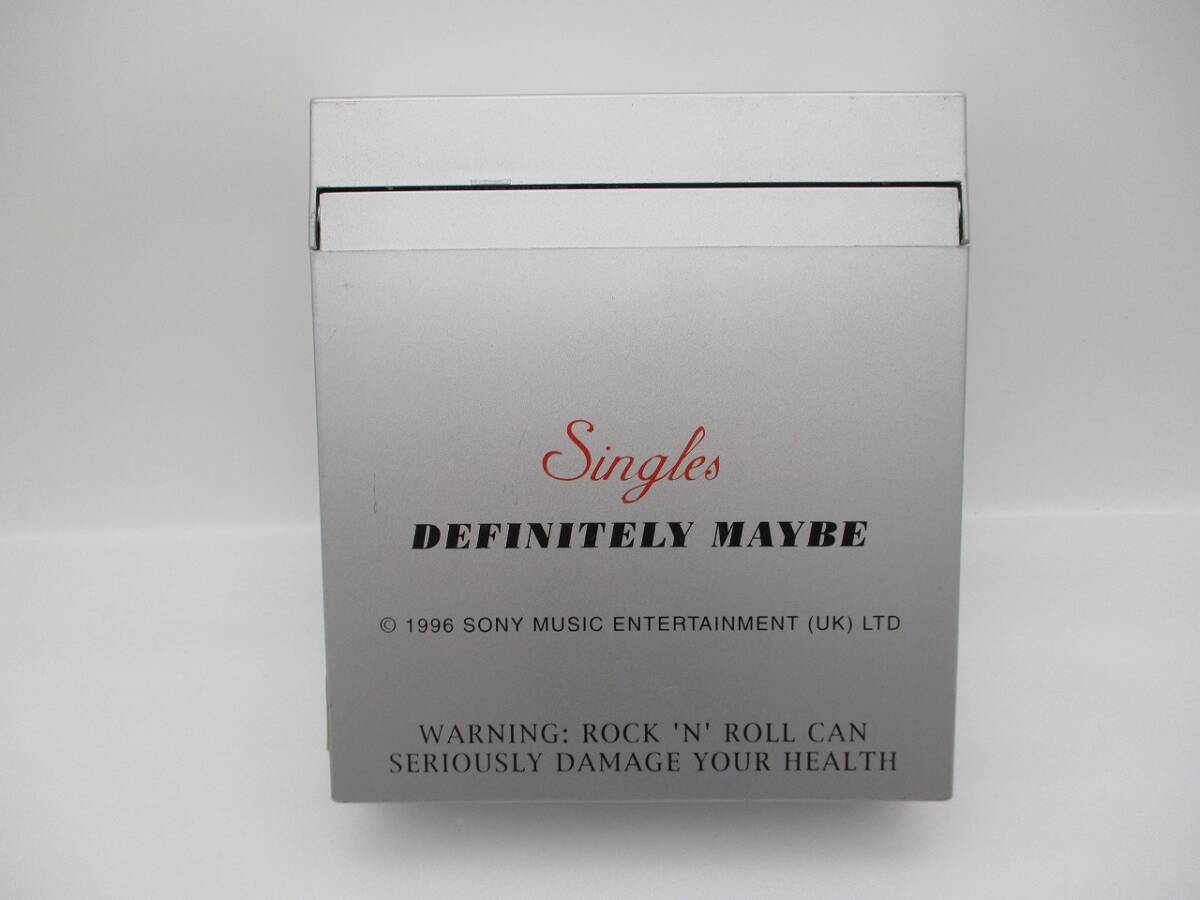 Singles
DEFINITELY MAYBE
© 1996 SONY MUSIC ENTERTAINMENT (UK) LTD
WARNING: ROCK 'N' ROLL CAN
SERIOUSLY DAMAGE YOUR HEALTH